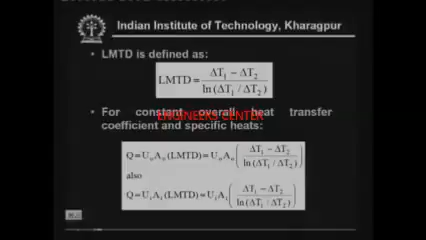 Indian Institute of Technology, Kharagpur
• LMTD is defined as:
LMTD = ΔT₁ − ΔT₂ / ln (ΔT₁ / ΔT₂)
• For constant overall heat transfer
ENGINEERS CENTER
coefficient and specific heats:
Q = UₒAₒ (LMTD) = UₒAₒ ( ΔT₁ − ΔT₂ / ln (ΔT₁ / ΔT₂) )
also
Q = UᵢAᵢ (LMTD) = UᵢAᵢ ( ΔT₁ − ΔT₂ / ln (ΔT₁ / ΔT₂) )